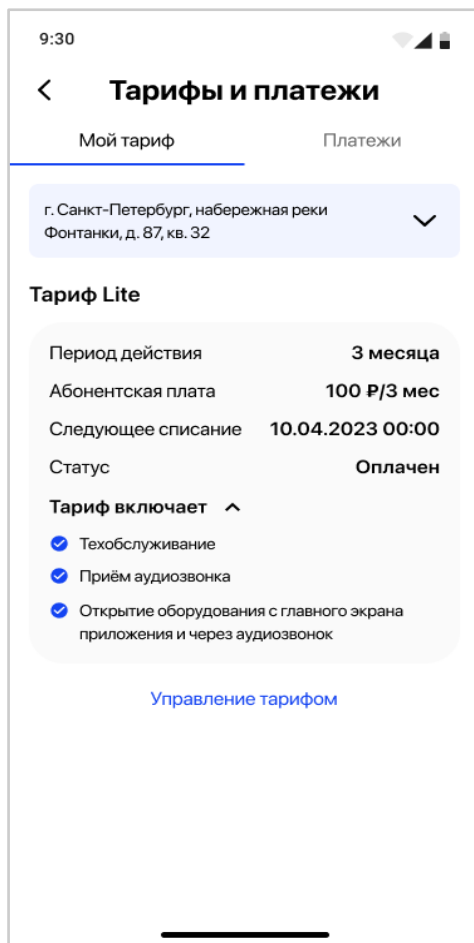 9:30
Тарифы и платежи
Мой тариф
Платежи
г. Санкт-Петербург, набережная реки
Фонтанки, д. 87, кв. 32
Тариф Lite
Период действия 3 месяца
Абонентская плата 100 ₽/3 мес
Следующее списание 10.04.2023 00:00
Статус Оплачен
Тариф включает
Техобслуживание
Приём аудиозвонка
Открытие оборудования с главного экрана
приложения и через аудиозвонок
Управление тарифом